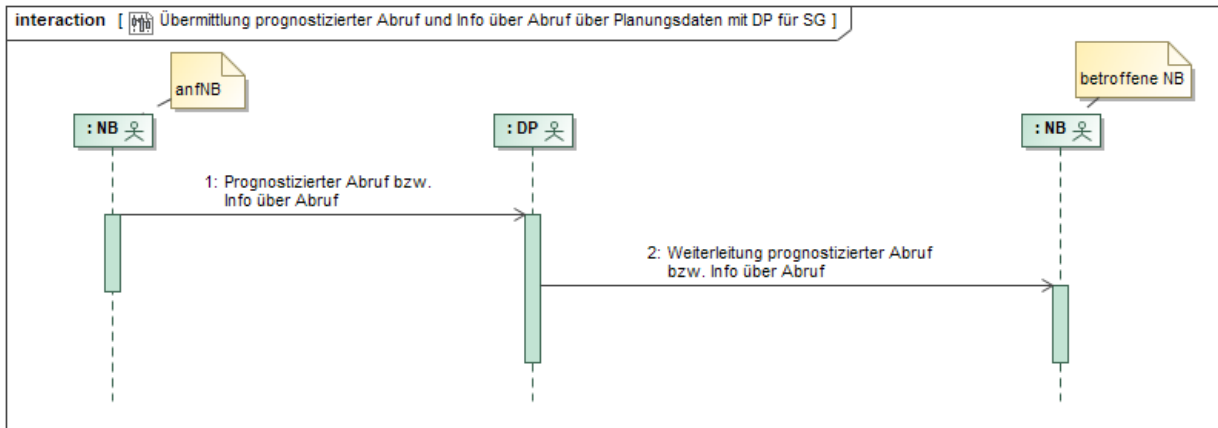 interaction [ Übermittlung prognostizierter Abruf und Info über Abruf über Planungsdaten mit DP für SG ]
anfNB
betroffene NB
: NB
: DP
: NB
1: Prognostizierter Abruf bzw.
Info über Abruf
2: Weiterleitung prognostizierter Abruf
bzw. Info über Abruf